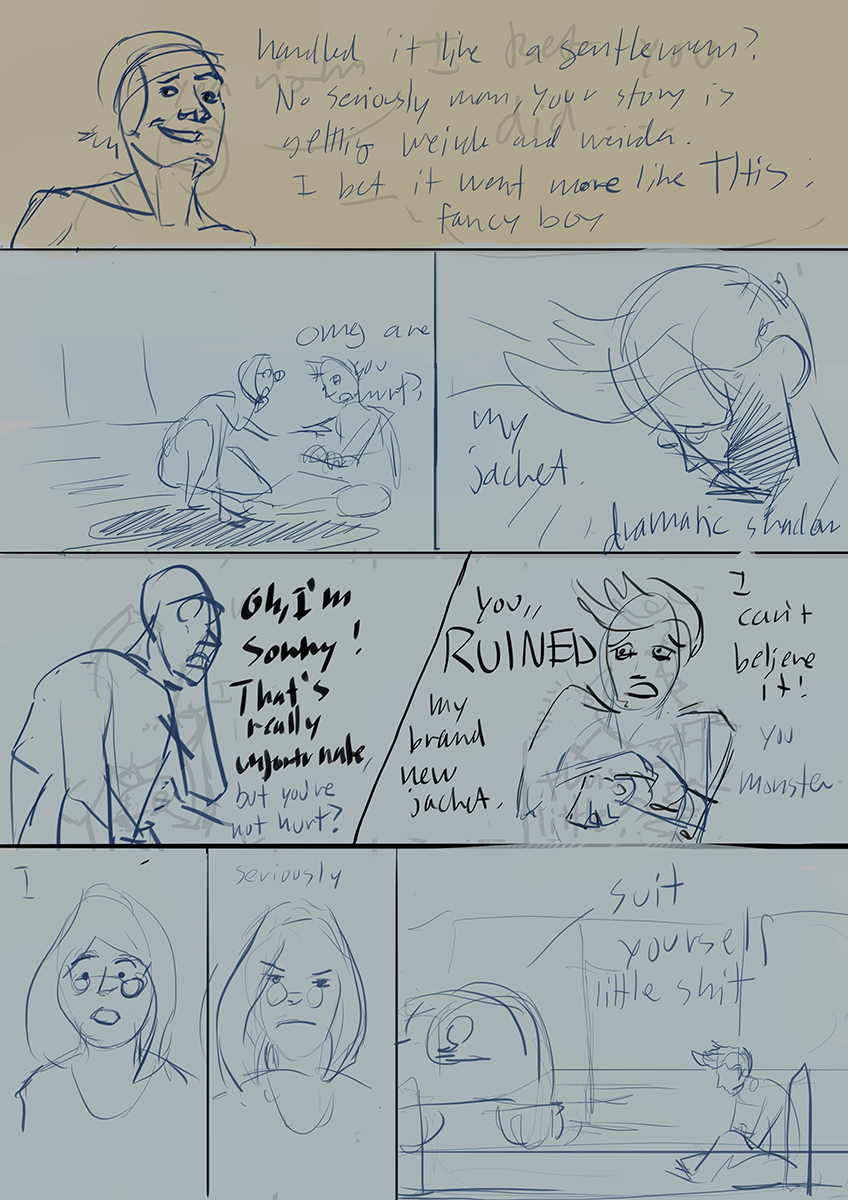 handled it like a gentleman?
No seriously man, your story is
getting weirder and weirder.
I bet it went more like THis,
fancy boy
omg are
you
hurt?
my
jacket.
dramatic shadow
Oh, I'm
Sorry!
That's
really
unfortunate,
but you're
not hurt?
You,,
RUINED
my
brand
new
jacket.
I
can't
believe
it!
you
monster.
I
seriously
suit
yourself
little shit